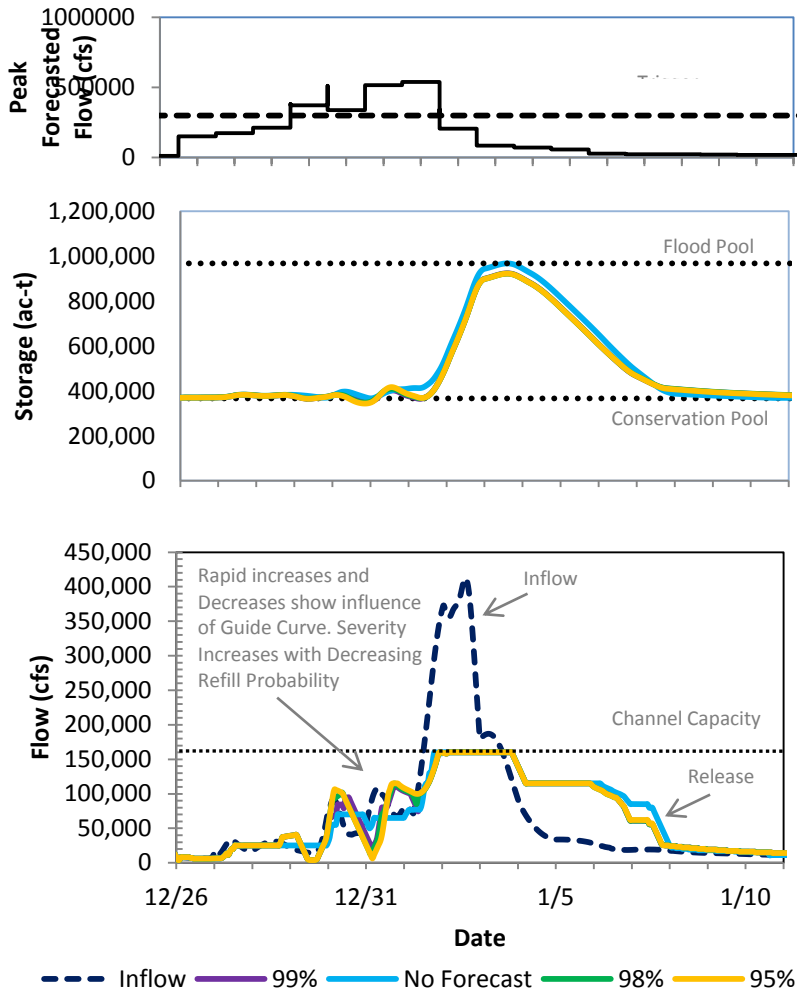 Peak
Forecasted
Flow (cfs)
1000000
500000
0
Storage (ac-t)
1,200,000
1,000,000
800,000
600,000
400,000
200,000
0
Flood Pool
Conservation Pool
Flow (cfs)
450,000
400,000
350,000
300,000
250,000
200,000
150,000
100,000
50,000
0
Rapid increases and
Decreases show influence
of Guide Curve. Severity
Increases with Decreasing
Refill Probability
Inflow
Channel Capacity
Release
12/26
12/31
1/5
1/10
Date
Inflow
99%
No Forecast
98%
95%